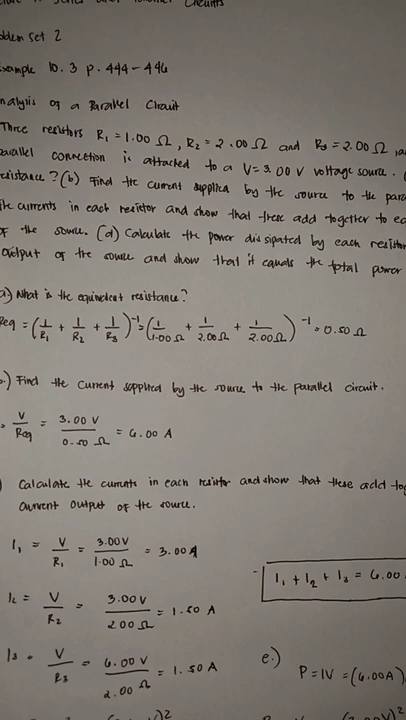 Circuits
Problem Set 2
Example 10.3 p. 444-446
Analysis of a Parallel Circuit
Three resistors R₁ = 1.00 Ω, R₂ = 2.00 Ω and R₃ = 2.00 Ω, are
parallel connection is attached to a V = 3.00 V voltage source. (
resistance? (b) Find the current supplied by the source to the para
the currents in each resistor and show that these add together to eq
of the source. (d) Calculate the power dissipated by each resistor
output of the source and show that it equals the total power
a.) What is the equivalent resistance?
Req = (1/R₁ + 1/R₂ + 1/R₃)⁻¹ = (1/1.00 Ω + 1/2.00 Ω + 1/2.00 Ω)⁻¹ = 0.50 Ω
b.) Find the current supplied by the source to the parallel circuit.
= V/Req = 3.00 V/0.50 Ω = 6.00 A
) Calculate the currents in each resistor and show that these add tog
current output of the source.
I₁ = V/R₁ = 3.00V/1.00 Ω = 3.00 A
I₂ = V/R₂ = 3.00 V/2.00 Ω = 1.50 A
I₁ + I₂ + I₃ = 6.00
I₃ = V/R₃ = 6.00 V/2.00 Ω = 1.50 A
e.)
P = IV = (6.00A)